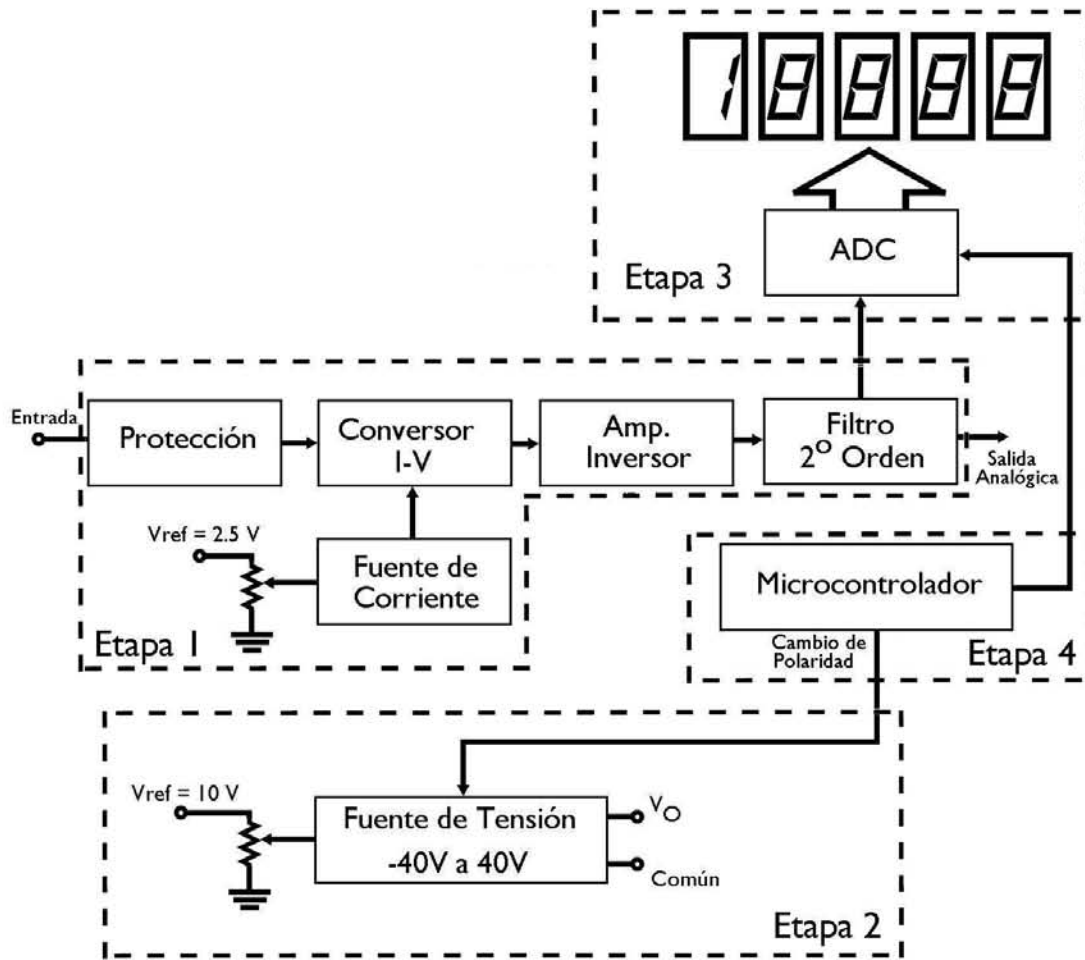 18888
ADC
Etapa 3
Entrada
Protección
Conversor
I-V
Amp.
Inversor
Filtro
2º Orden
Salida
Analógica
Vref = 2.5 V
Fuente de
Corriente
Etapa 1
Microcontrolador
Cambio de
Polaridad
Etapa 4
Vref = 10 V
Fuente de Tensión
-40V a 40V
VO
Común
Etapa 2